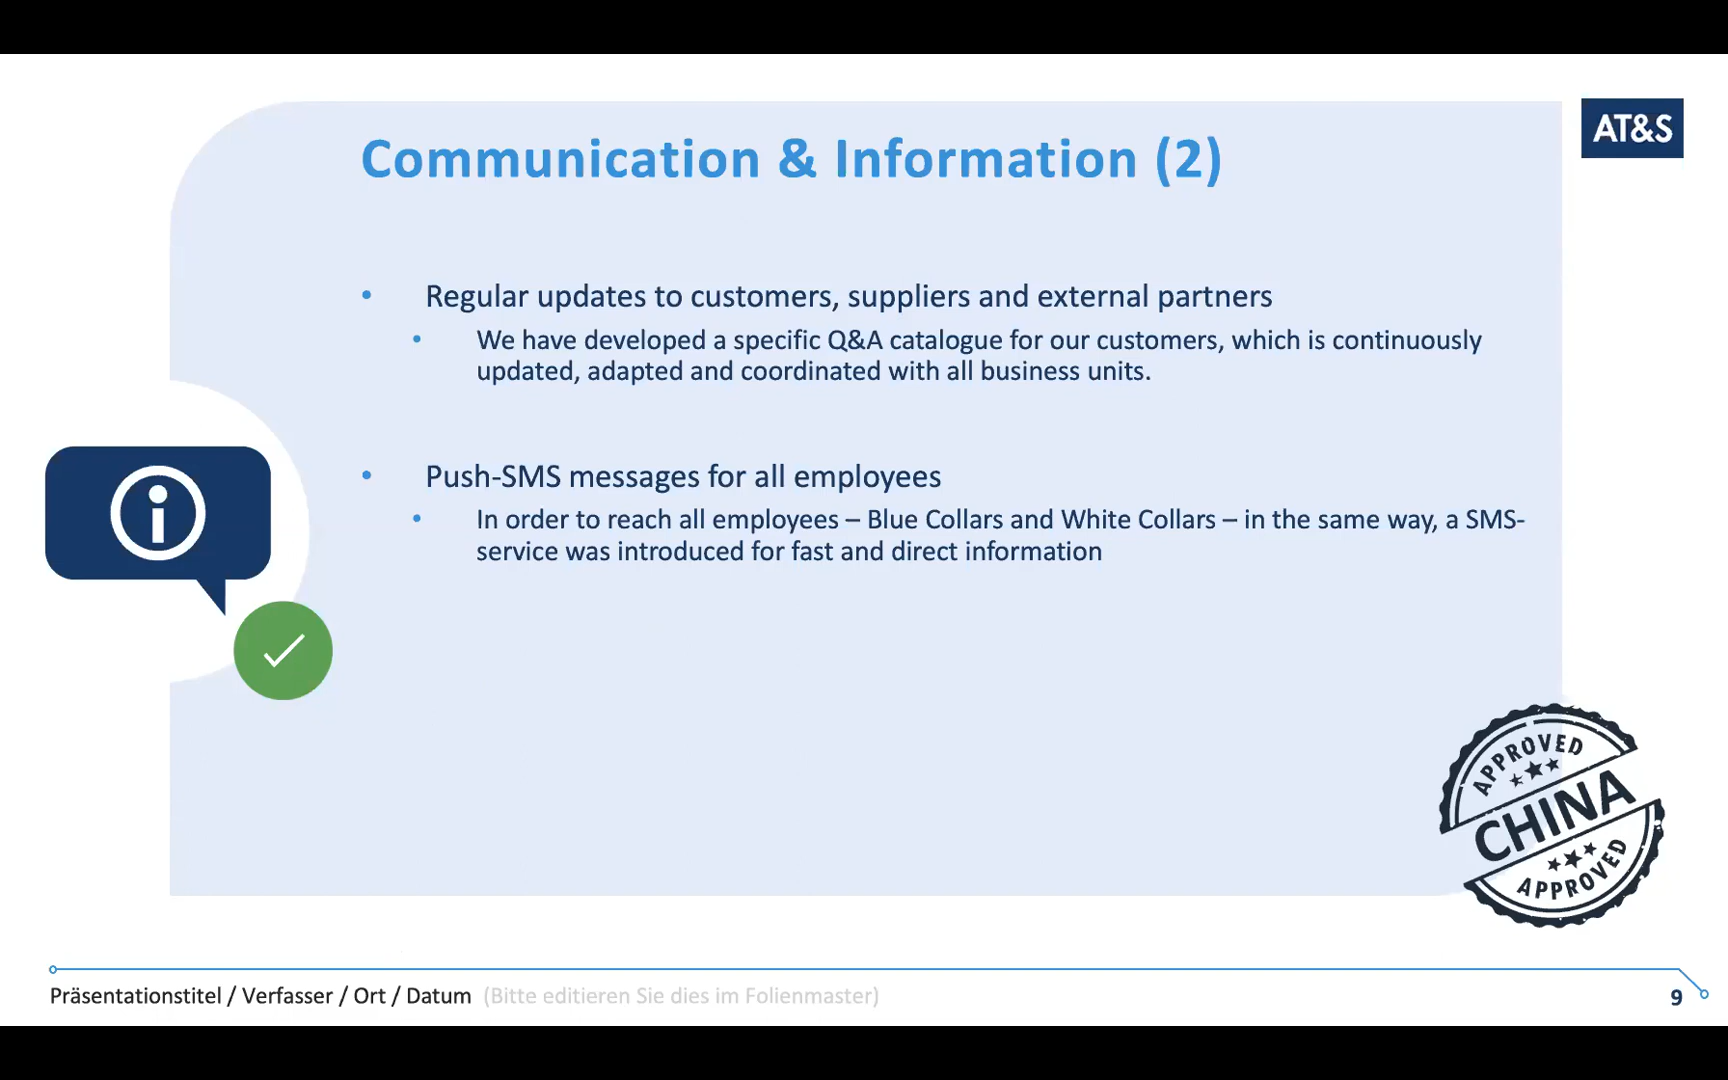 AT&S
Communication & Information (2)
• Regular updates to customers, suppliers and external partners
• We have developed a specific Q&A catalogue for our customers, which is continuously
updated, adapted and coordinated with all business units.
• Push-SMS messages for all employees
• In order to reach all employees – Blue Collars and White Collars – in the same way, a SMS-
service was introduced for fast and direct information
i
APPROVED
CHINA
APPROVED
Präsentationstitel / Verfasser / Ort / Datum (Bitte editieren Sie dies im Folienmaster)
9